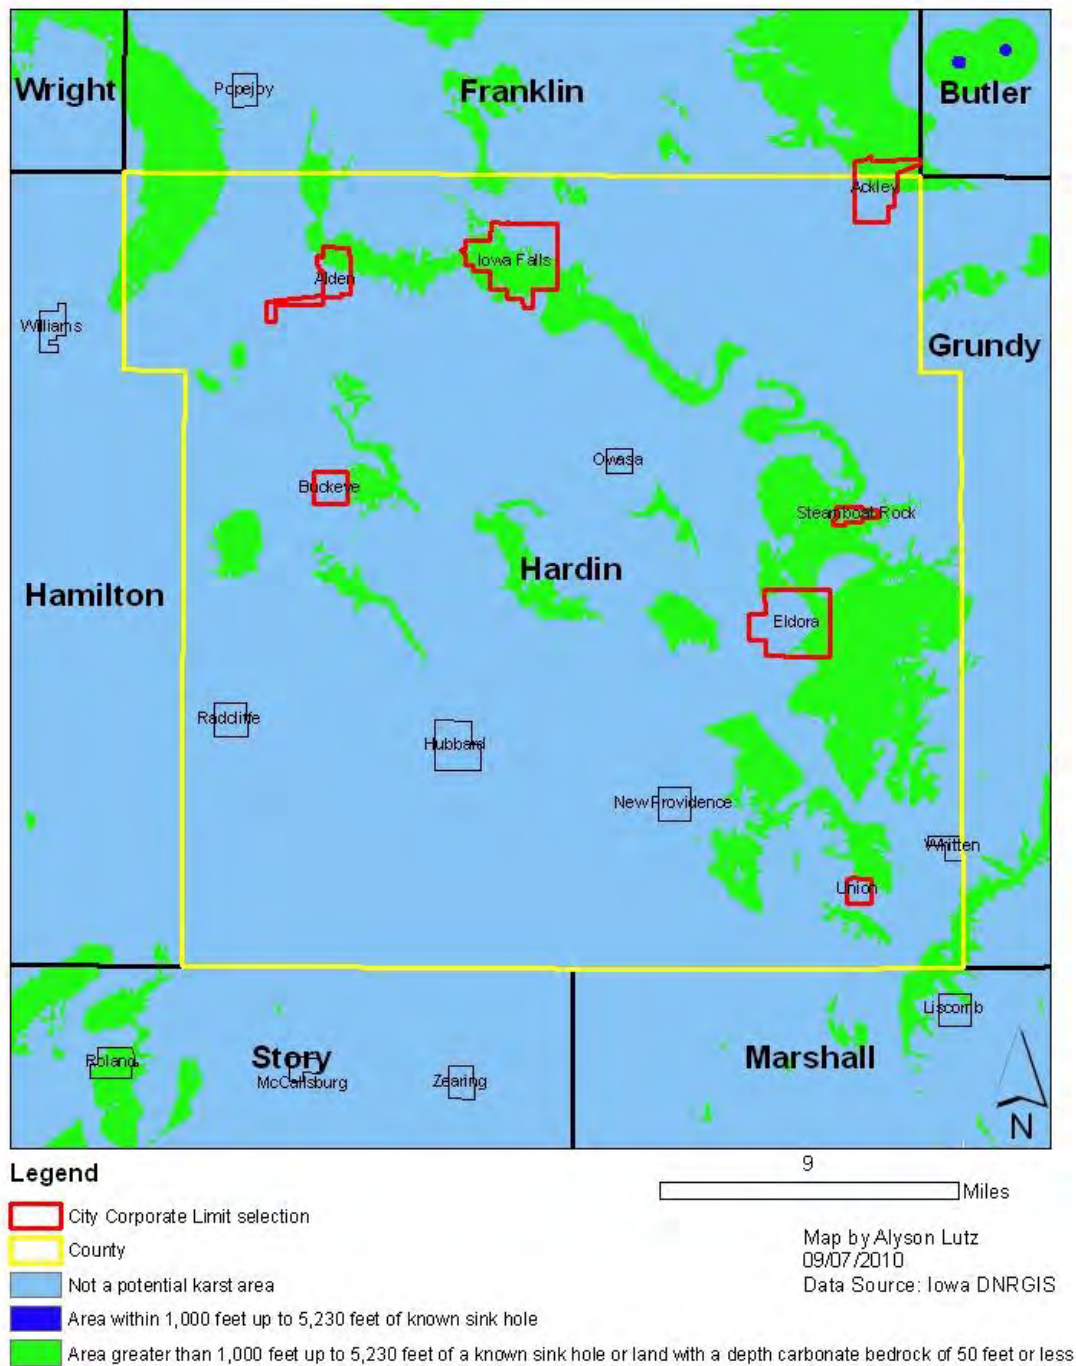 Wright
Popejoy
Franklin
Butler
Ackley
Iowa Falls
Alden
Williams
Grundy
Owasa
Buckeye
Steamboat Rock
Hardin
Hamilton
Eldora
Radcliffe
Hubbard
New Providence
Whitten
Union
Liscomb
Roland
Story
McCallsburg
Zearing
Marshall
N
Legend
9
Miles
City Corporate Limit selection
County
Not a potential karst area
Area within 1,000 feet up to 5,230 feet of known sink hole
Area greater than 1,000 feet up to 5,230 feet of a known sink hole or land with a depth carbonate bedrock of 50 feet or less
Map by Alyson Lutz
09/07/2010
Data Source: Iowa DNRGIS